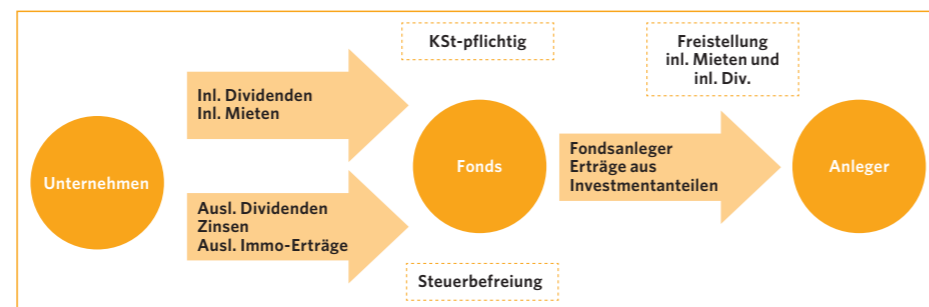 KSt-pflichtig
Freistellung
inl. Mieten und
inl. Div.
Inl. Dividenden
Inl. Mieten
Unternehmen
Fonds
Fondsanleger
Erträge aus
Investmentanteilen
Anleger
Ausl. Dividenden
Zinsen
Ausl. Immo-Erträge
Steuerbefreiung